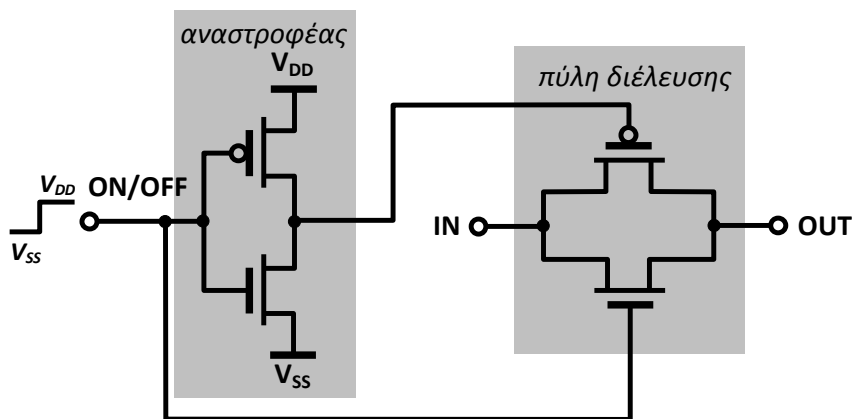 αναστροφέας
V_DD
πύλη διέλευσης
V_DD ON/OFF
V_SS
IN
OUT
V_SS